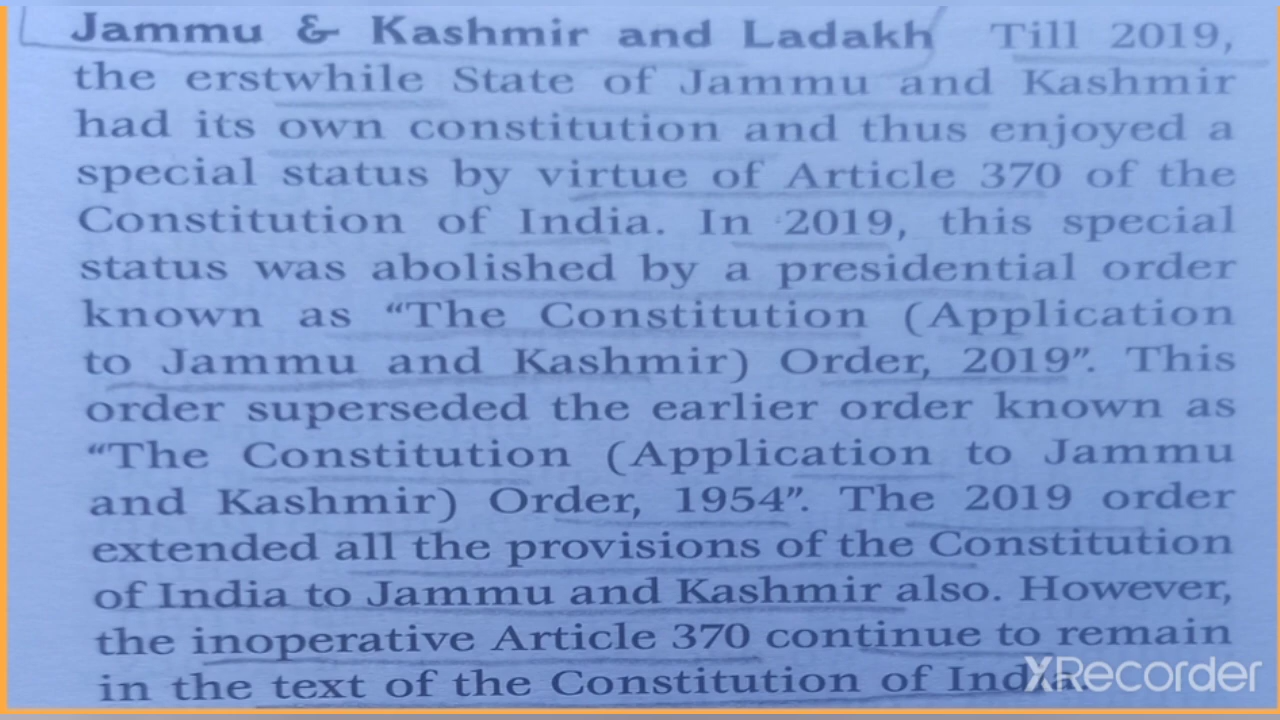 Jammu & Kashmir and Ladakh Till 2019,
the erstwhile State of Jammu and Kashmir
had its own constitution and thus enjoyed a
special status by virtue of Article 370 of the
Constitution of India. In 2019, this special
status was abolished by a presidential order
known as “The Constitution (Application
to Jammu and Kashmir) Order, 2019”. This
order superseded the earlier order known as
“The Constitution (Application to Jammu
and Kashmir) Order, 1954”. The 2019 order
extended all the provisions of the Constitution
of India to Jammu and Kashmir also. However,
the inoperative Article 370 continue to remain
in the text of the Constitution of India.
XRecorder